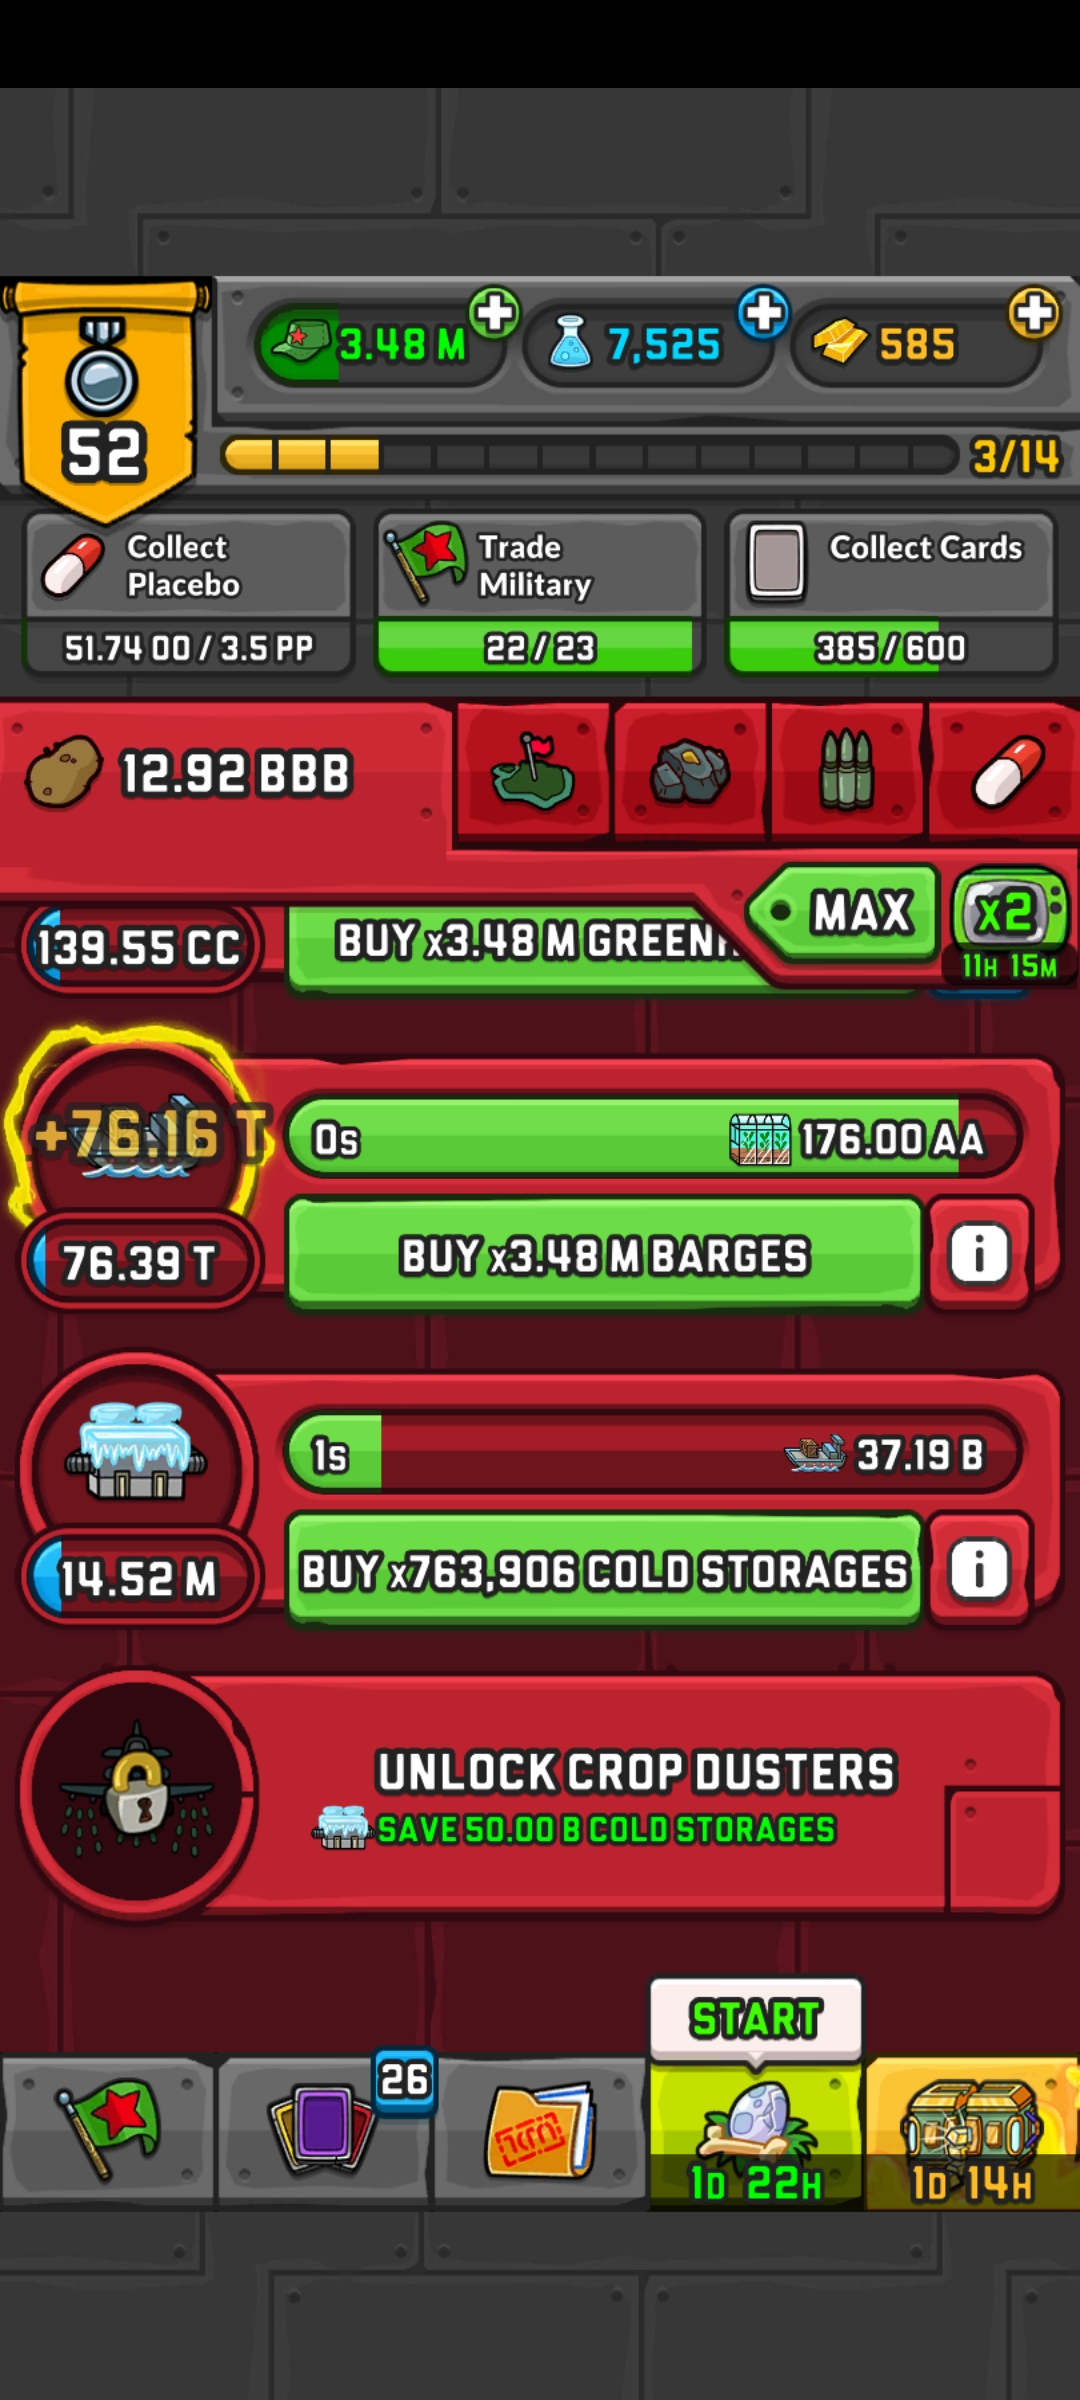 3.48 M
7,525
585
52
3/14
Collect
Placebo
51.74 OO / 3.5 PP
Trade
Military
22 / 23
Collect Cards
385 / 600
12.92 BBB
MAX
x2
11H 15M
139.55 CC
BUY x3.48 M
+76.16 T
0s
176.00 AA
76.39 T
BUY x3.48 M BARGES
i
1s
37.19 B
14.52 M
BUY x763,906 COLD STORAGES
i
UNLOCK CROP DUSTERS
SAVE 50.00 B COLD STORAGES
START
26
1D 22H
1D 14H